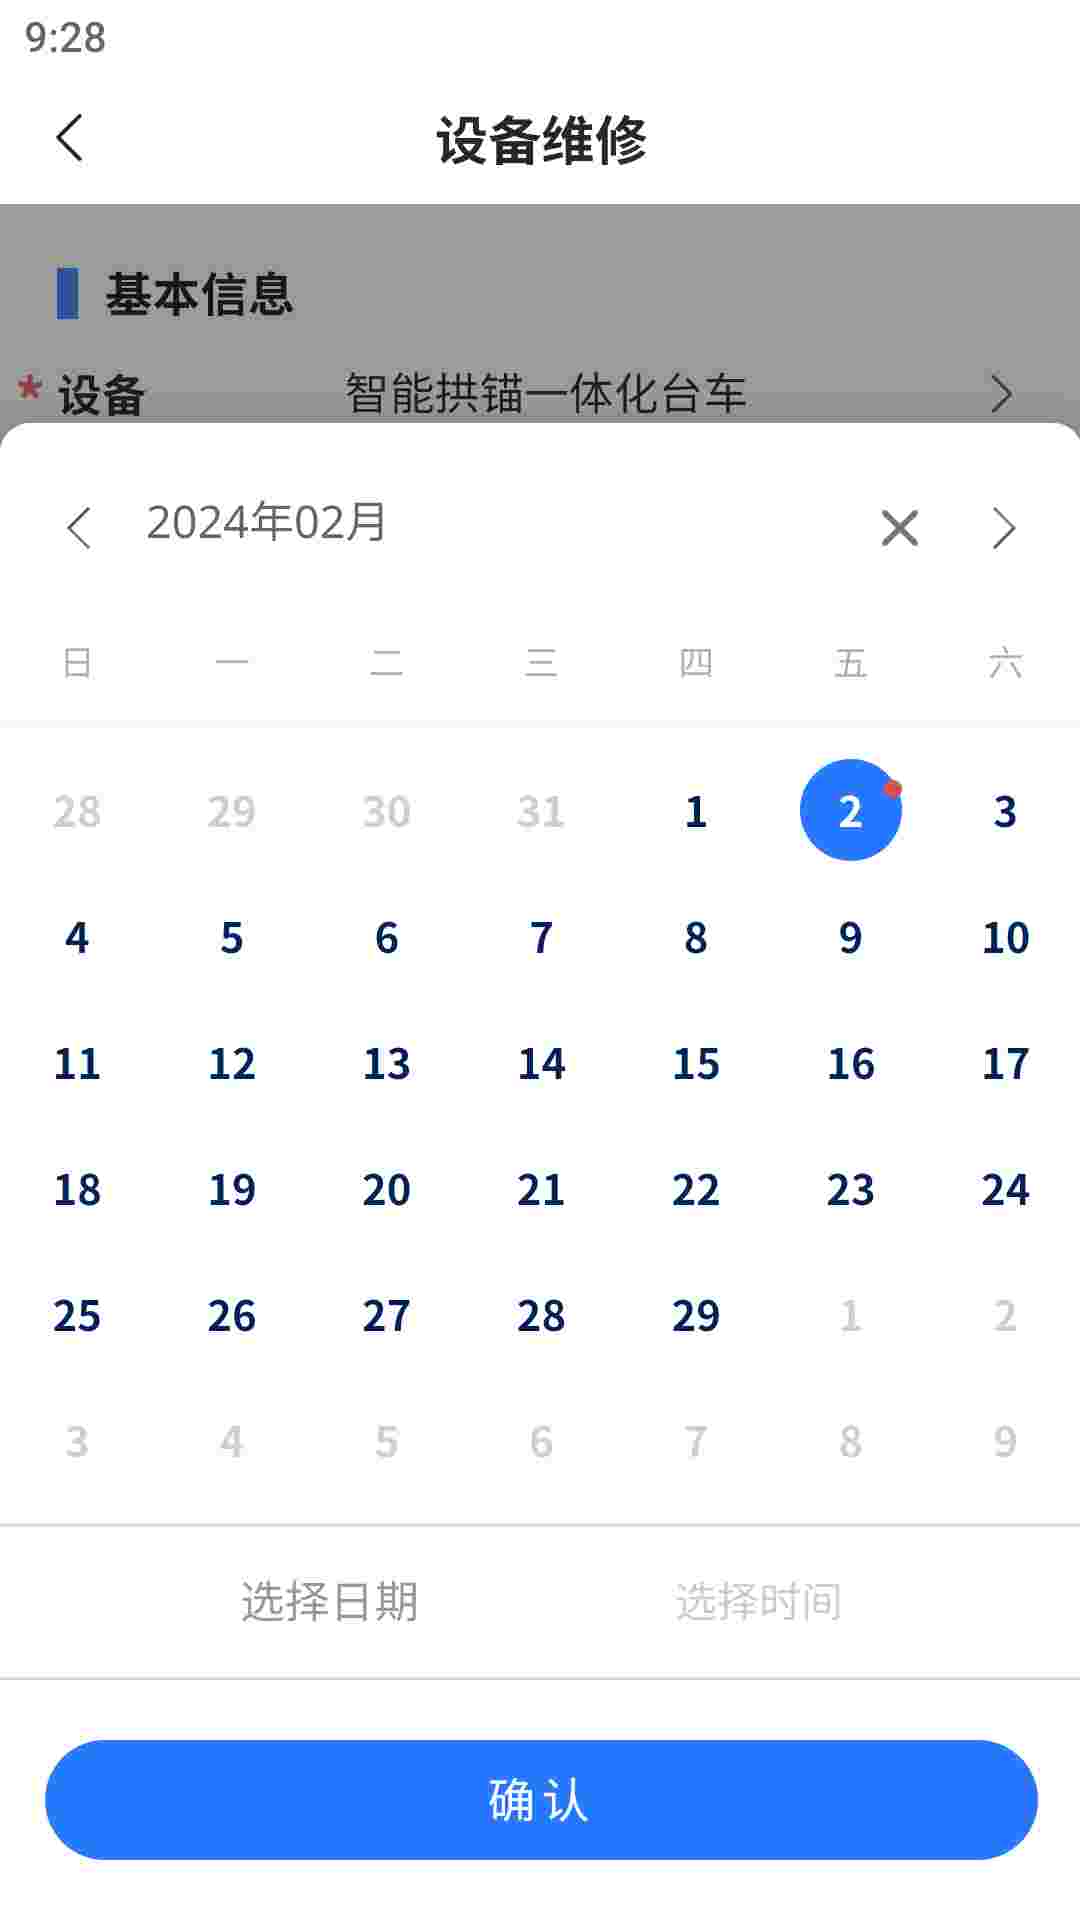 9:28
设备维修
基本信息
* 设备 智能拱锚一体化台车
2024年02月
日 一 二 三 四 五 六
28 29 30 31 1 2 3
4 5 6 7 8 9 10
11 12 13 14 15 16 17
18 19 20 21 22 23 24
25 26 27 28 29 1 2
3 4 5 6 7 8 9
选择日期 选择时间
确认